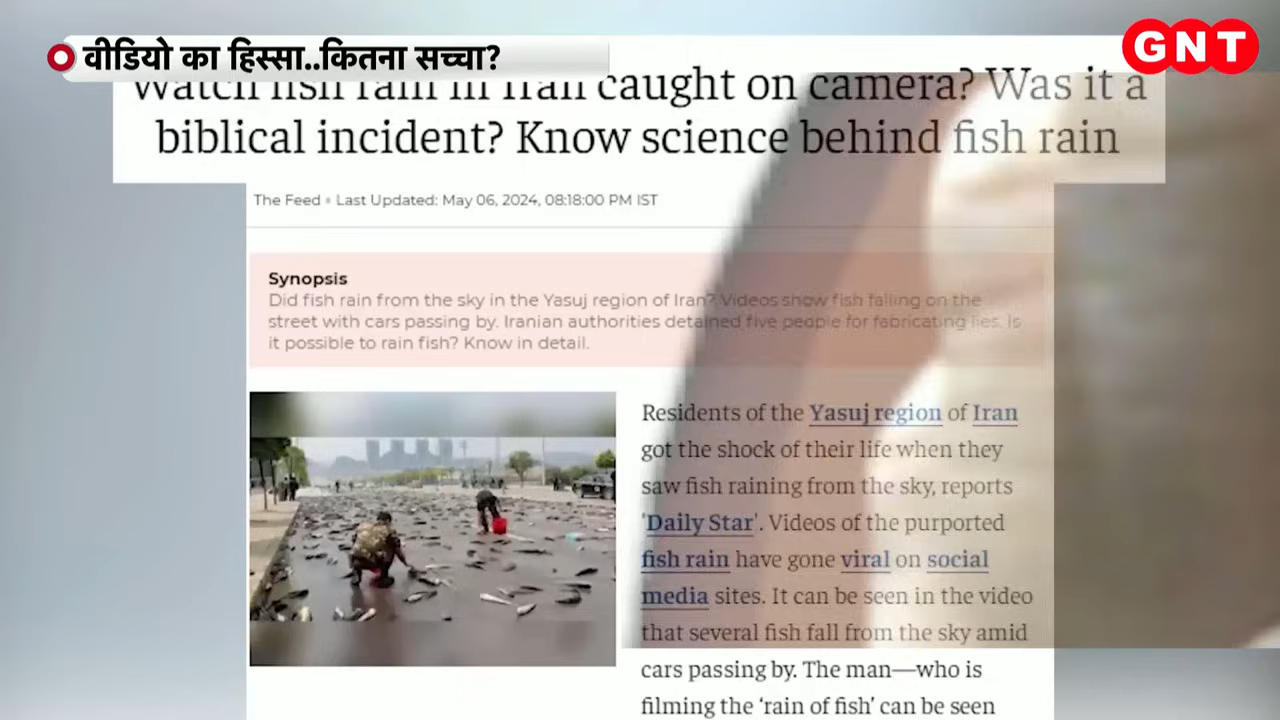 वीडियो का हिस्सा..कितना सच्चा?
GNT
Watch fish rain in Iran caught on camera? Was it a
biblical incident? Know science behind fish rain
The Feed • Last Updated: May 06, 2024, 08:18:00 PM IST
Synopsis
Did fish rain from the sky in the Yasuj region of Iran? Videos show fish falling on the
street with cars passing by. Iranian authorities detained five people for fabricating lies. Is
it possible to rain fish? Know in detail.
Residents of the Yasuj region of Iran
got the shock of their life when they
saw fish raining from the sky, reports
'Daily Star'. Videos of the purported
fish rain have gone viral on social
media sites. It can be seen in the video
that several fish fall from the sky amid
cars passing by. The man—who is
filming the ‘rain of fish’ can be seen